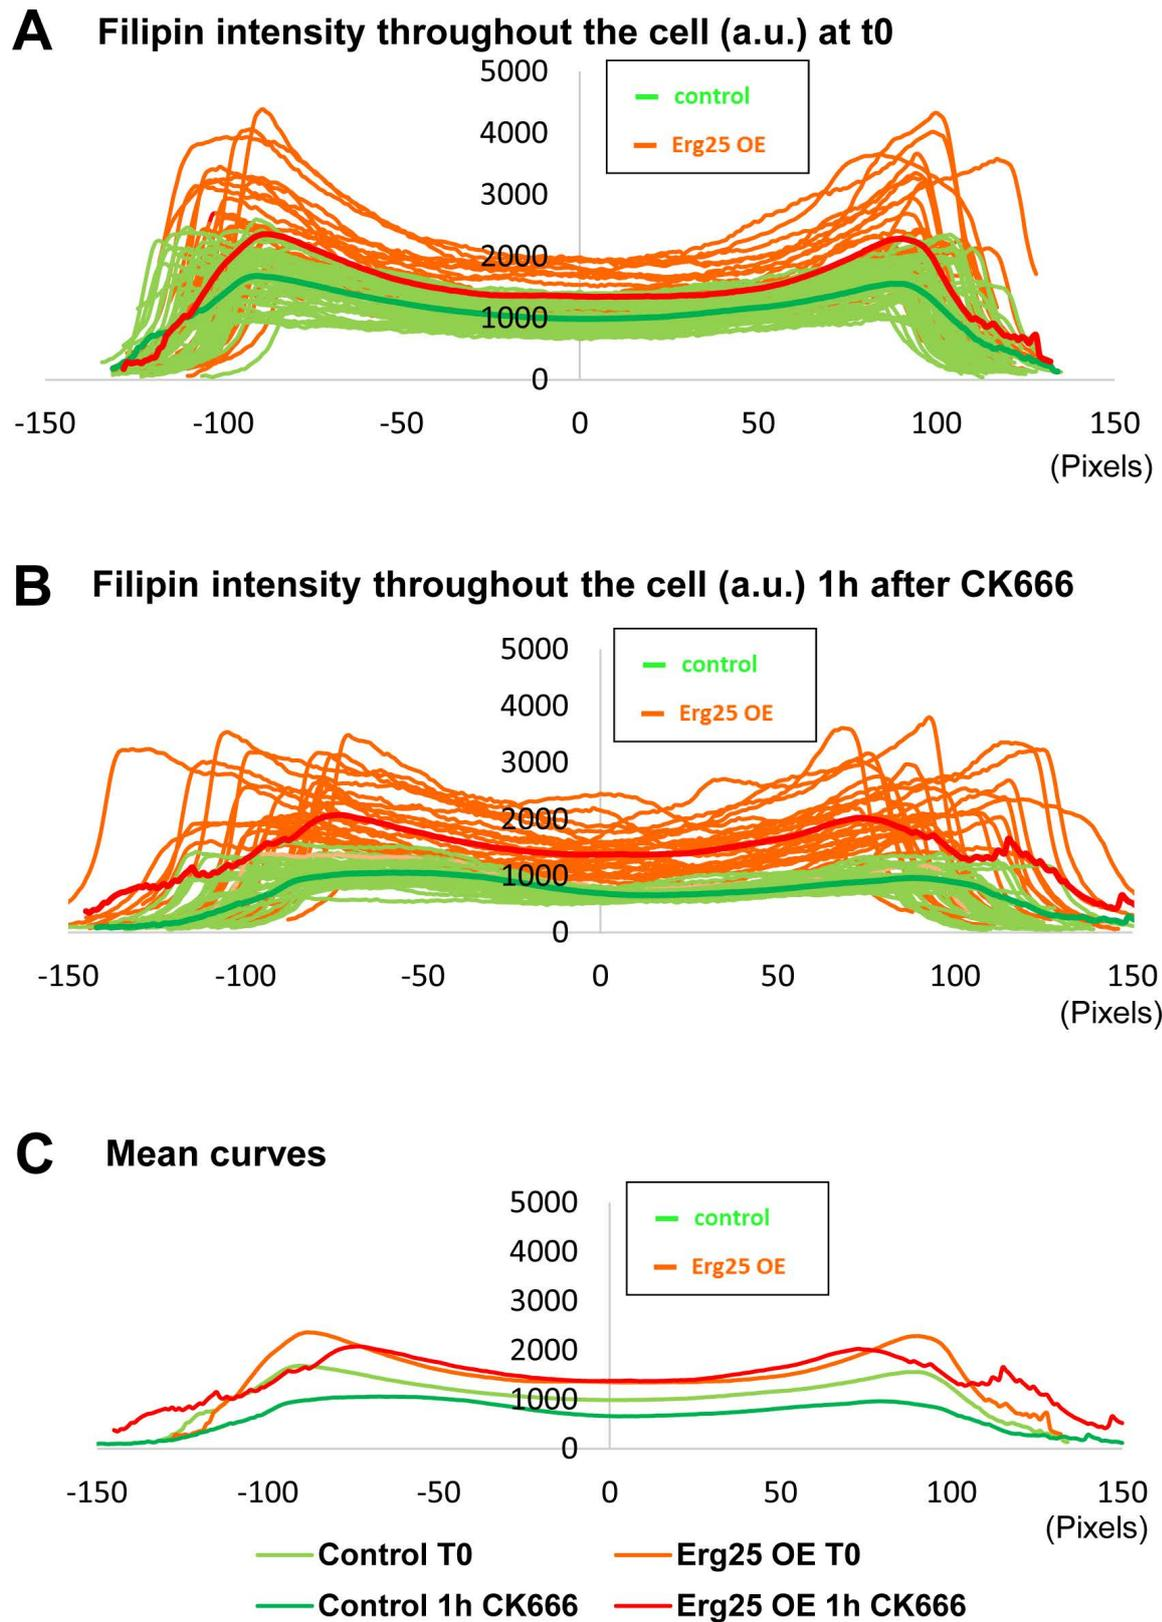 A Filipin intensity throughout the cell (a.u.) at t0
5000
control
4000
Erg25 OE
3000
2000
1000
0
-150 -100 -50 0 50 100 150
(Pixels)
B Filipin intensity throughout the cell (a.u.) 1h after CK666
5000
control
4000
Erg25 OE
3000
2000
1000
0
-150 -100 -50 0 50 100 150
(Pixels)
C Mean curves
5000
control
4000
Erg25 OE
3000
2000
1000
0
-150 -100 -50 0 50 100 150
(Pixels)
Control T0 Erg25 OE T0
Control 1h CK666 Erg25 OE 1h CK666